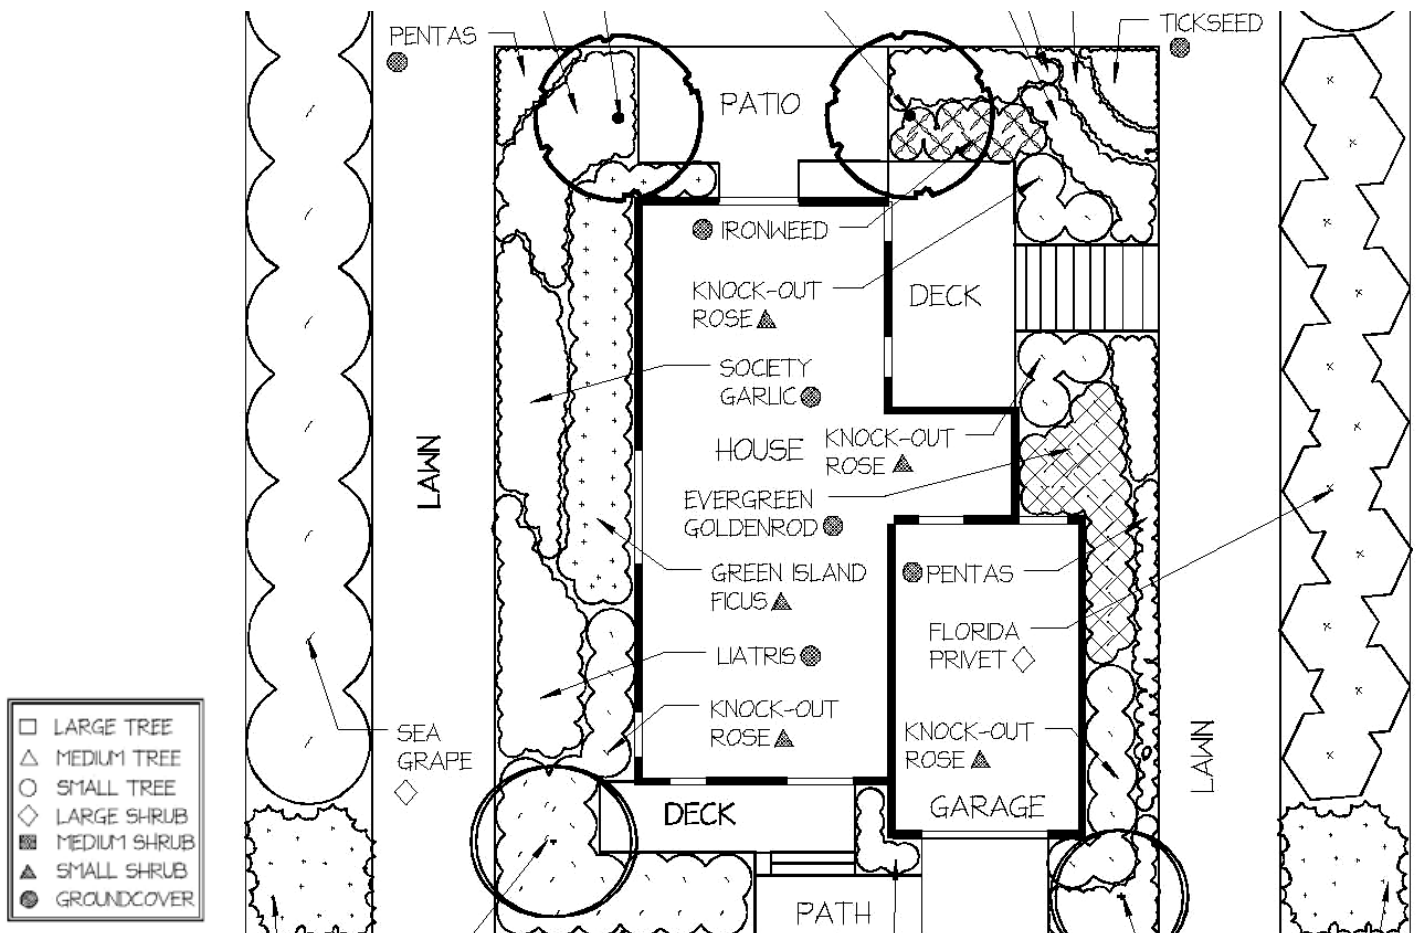 PENTAS
TICKSEED
PATIO
IRONWEED
KNOCK-OUT
ROSE
DECK
SOCIETY
GARLIC
LAWN
HOUSE
KNOCK-OUT
ROSE
EVERGREEN
GOLDENROD
GREEN ISLAND
FICUS
PENTAS
FLORIDA
PRIVET
LIATRIS
KNOCK-OUT
ROSE
KNOCK-OUT
ROSE
LAWN
SEA
GRAPE
DECK
GARAGE
PATH
LARGE TREE
MEDIUM TREE
SMALL TREE
LARGE SHRUB
MEDIUM SHRUB
SMALL SHRUB
GROUNDCOVER